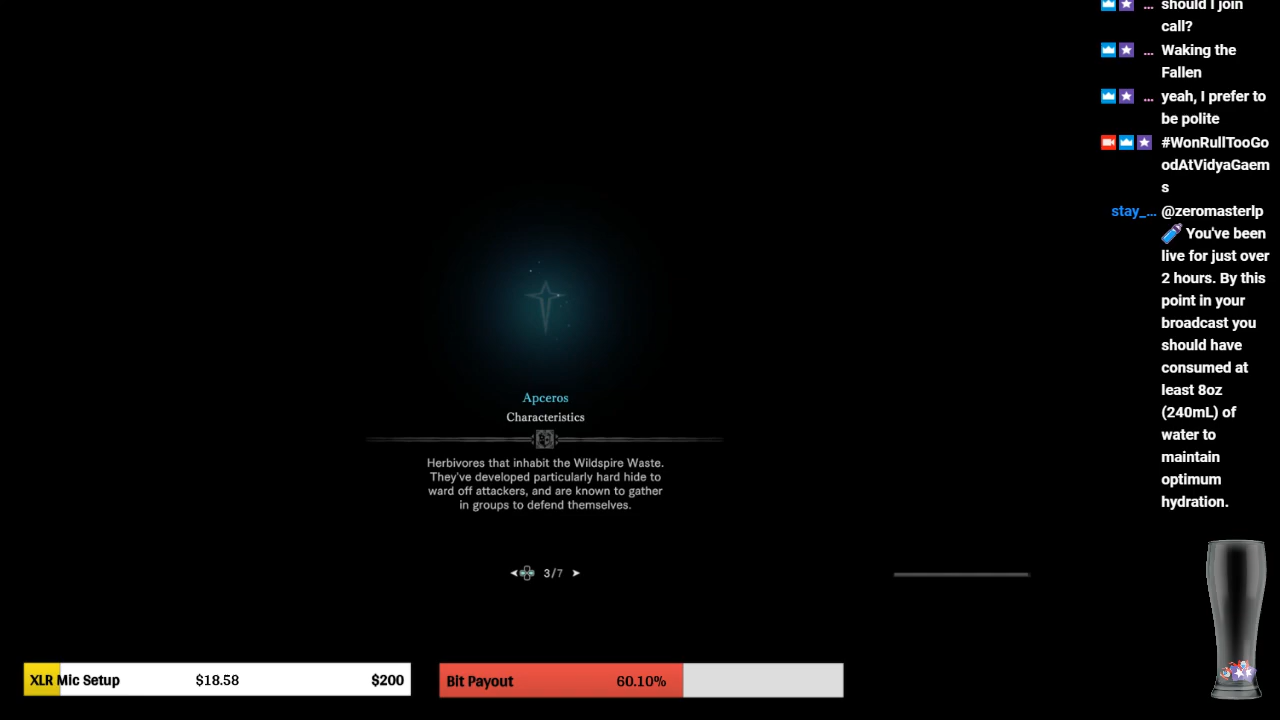 should I join
call?
... Waking the
Fallen
... yeah, I prefer to
be polite
#WonRullTooGo
odAtVidyaGaem
s
stay_... @zeromasterlp
You've been
live for just over
2 hours. By this
point in your
broadcast you
should have
consumed at
least 8oz
(240mL) of
water to
maintain
optimum
hydration.
Apceros
Characteristics
Herbivores that inhabit the Wildspire Waste.
They've developed particularly hard hide to
ward off attackers, and are known to gather
in groups to defend themselves.
3/7
XLR Mic Setup $18.58 $200
Bit Payout 60.10%